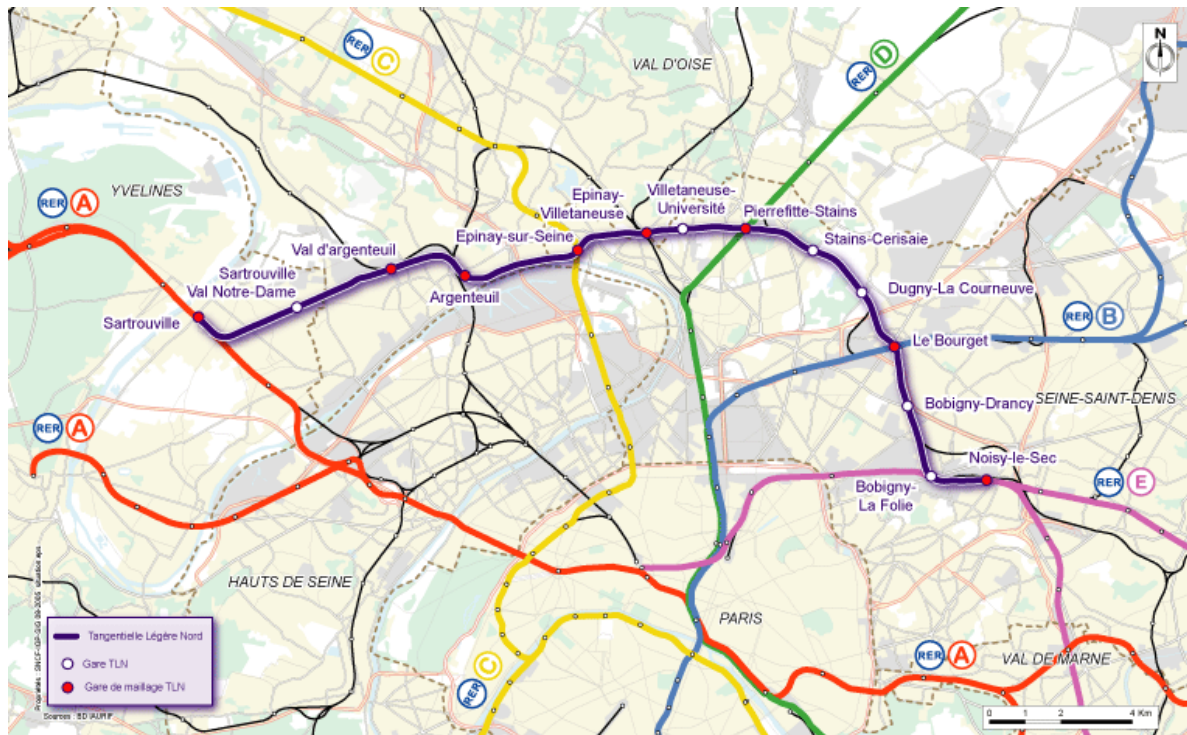 N
RER C
VAL D'OISE
RER D
YVELINES
RER A
Epinay-
Villetaneuse
Villetaneuse-
Université
Pierrefitte-Stains
Val d'argenteuil
Epinay-sur-Seine
Stains-Cerisaie
Sartrouville
Val Notre-Dame
Argenteuil
Dugny-La Courneuve
Sartrouville
RER B
Le Bourget
Bobigny-Drancy
SEINE-SAINT-DENIS
RER A
Noisy-le-Sec
Bobigny-
La Folie
RER E
HAUTS DE SEINE
PARIS
RER C
RER A
VAL DE MARNE
Tangentielle Légère Nord
Gare TLN
Gare de maillage TLN
Sources : BD IAURIF
0 1 2 4 Km